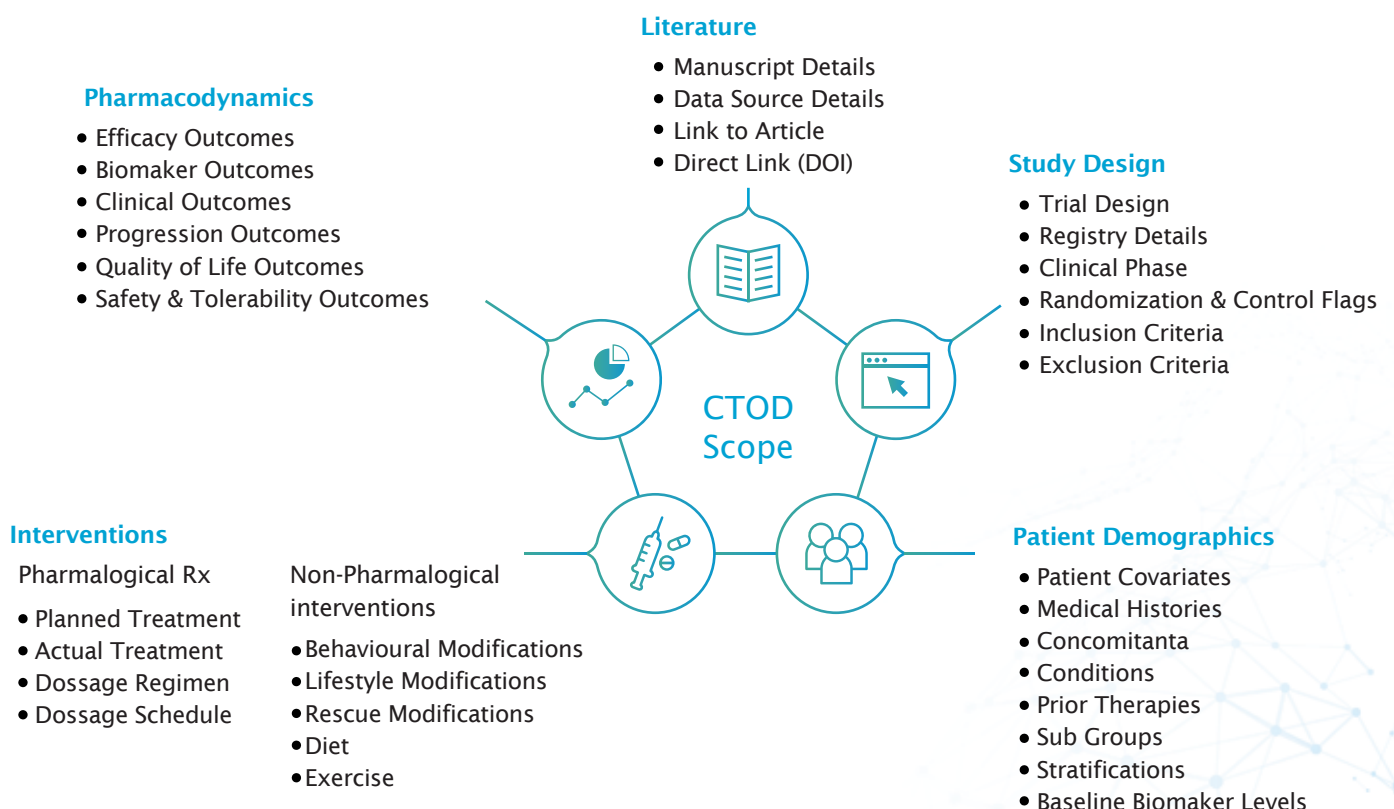 Literature
• Manuscript Details
• Data Source Details
• Link to Article
• Direct Link (DOI)
Pharmacodynamics
• Efficacy Outcomes
• Biomaker Outcomes
• Clinical Outcomes
• Progression Outcomes
• Quality of Life Outcomes
• Safety & Tolerability Outcomes
Study Design
• Trial Design
• Registry Details
• Clinical Phase
• Randomization & Control Flags
• Inclusion Criteria
• Exclusion Criteria
CTOD
Scope
Interventions
Pharmalogical Rx
• Planned Treatment
• Actual Treatment
• Dossage Regimen
• Dossage Schedule
Non-Pharmalogical
interventions
• Behavioural Modifications
• Lifestyle Modifications
• Rescue Modifications
• Diet
• Exercise
Patient Demographics
• Patient Covariates
• Medical Histories
• Concomitanta
• Conditions
• Prior Therapies
• Sub Groups
• Stratifications
• Baseline Biomaker Levels